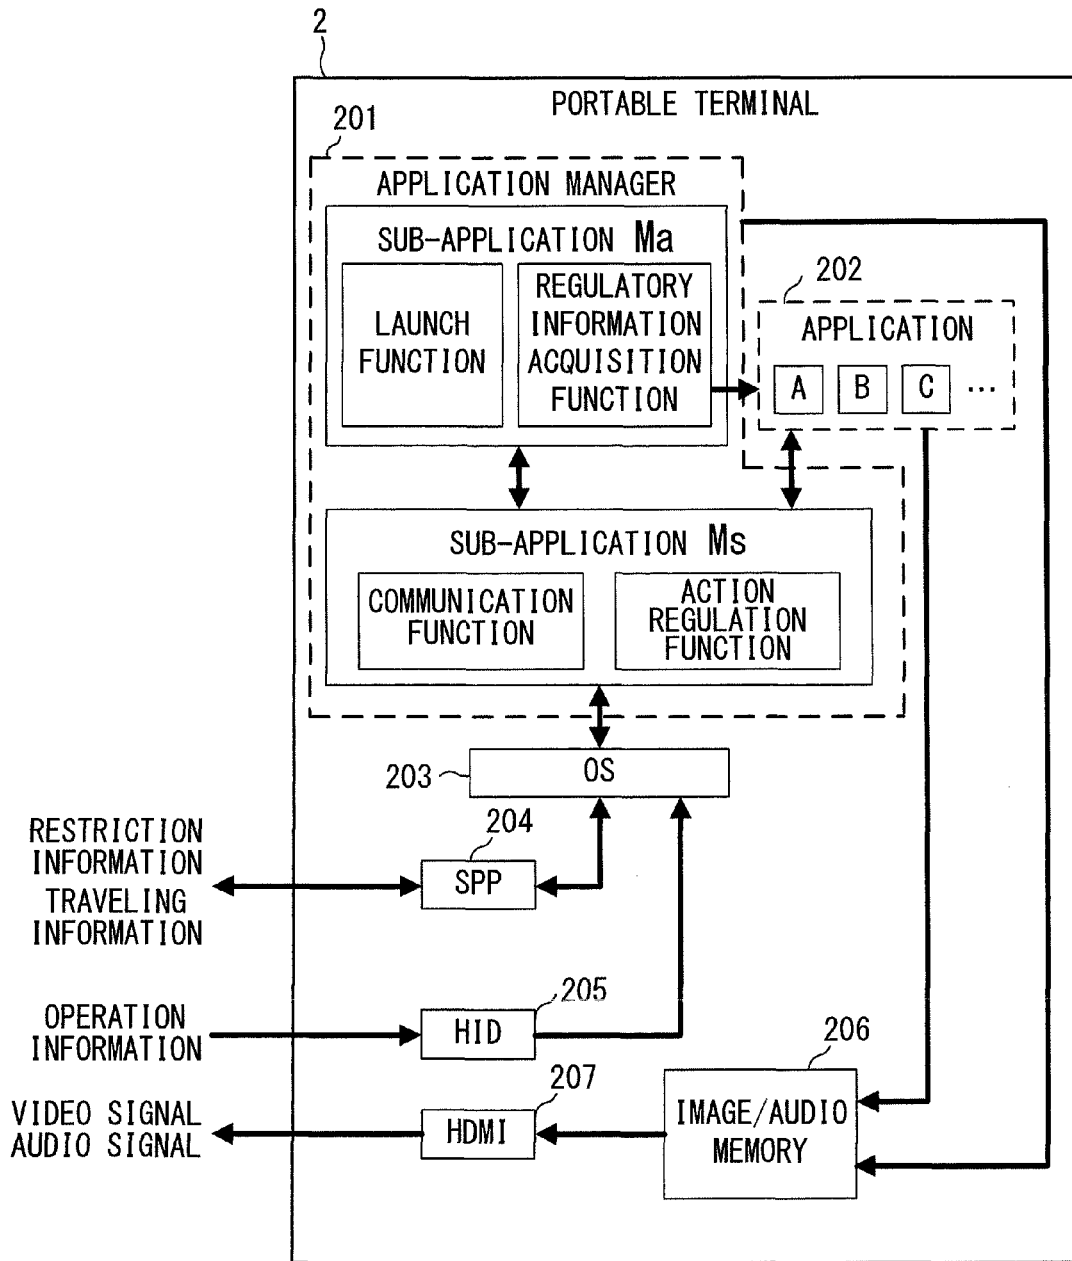 2
PORTABLE TERMINAL
201
APPLICATION MANAGER
SUB-APPLICATION Ma
LAUNCH
FUNCTION
REGULATORY
INFORMATION
ACQUISITION
FUNCTION
202
APPLICATION
A B C ...
SUB-APPLICATION Ms
COMMUNICATION
FUNCTION
ACTION
REGULATION
FUNCTION
203
OS
RESTRICTION
INFORMATION
TRAVELING
INFORMATION
204
SPP
OPERATION
INFORMATION
205
HID
206
IMAGE/AUDIO
MEMORY
VIDEO SIGNAL
AUDIO SIGNAL
207
HDMI